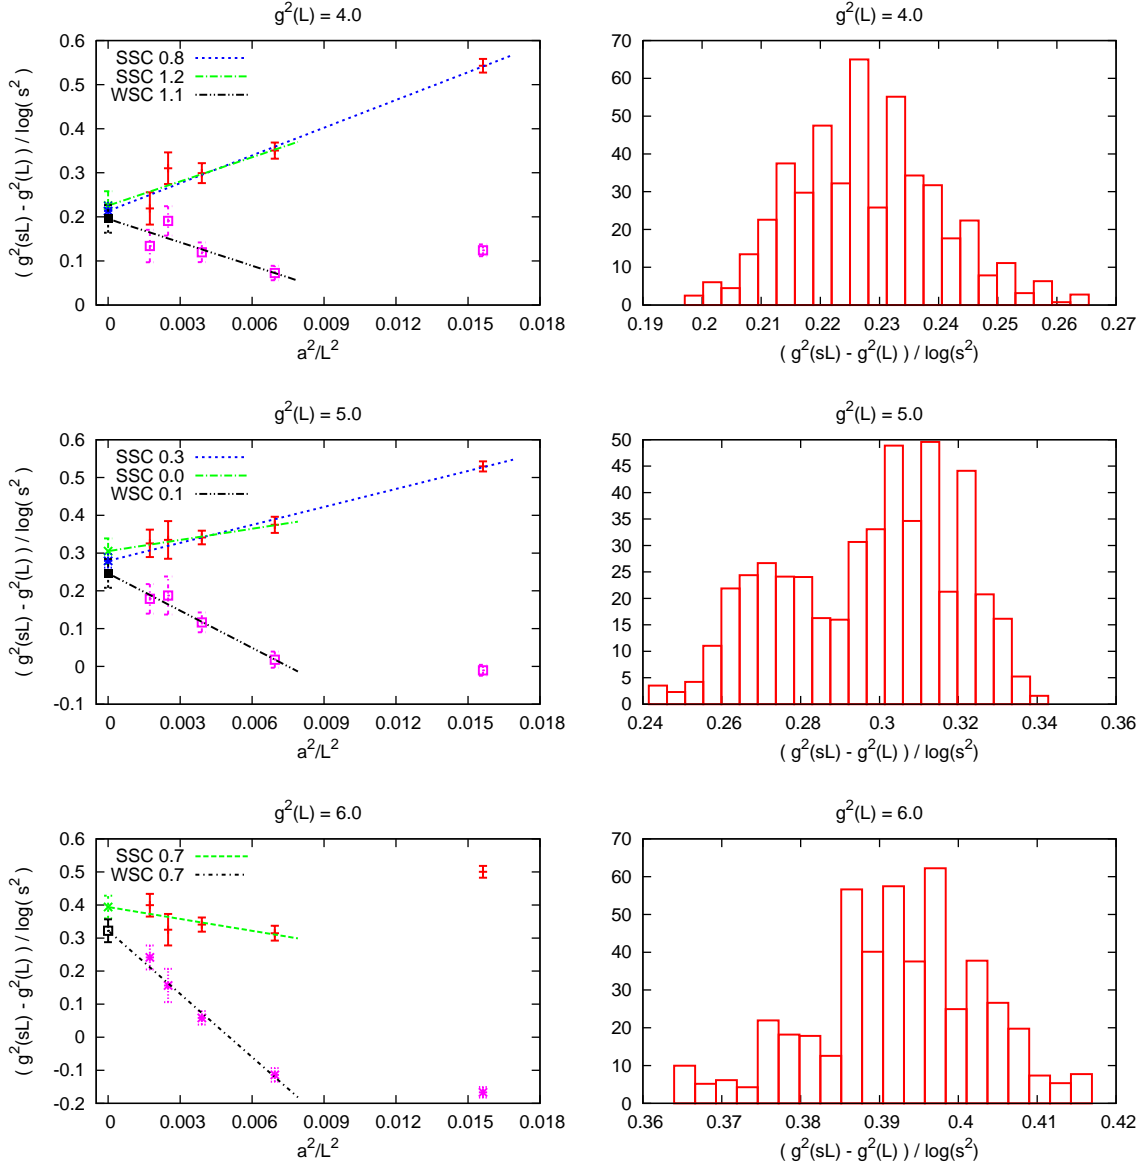 g^2(L) = 4.0
( g^2(sL) - g^2(L) ) / log( s^2 )
0.6
0.5
0.4
0.3
0.2
0.1
0
SSC 0.8
SSC 1.2
WSC 1.1
0 0.003 0.006 0.009 0.012 0.015 0.018
a^2/L^2
g^2(L) = 4.0
70
60
50
40
30
20
10
0
0.19 0.2 0.21 0.22 0.23 0.24 0.25 0.26 0.27
( g^2(sL) - g^2(L) ) / log(s^2)
g^2(L) = 5.0
( g^2(sL) - g^2(L) ) / log( s^2 )
0.6
0.5
0.4
0.3
0.2
0.1
0
-0.1
SSC 0.3
SSC 0.0
WSC 0.1
0 0.003 0.006 0.009 0.012 0.015 0.018
a^2/L^2
g^2(L) = 5.0
50
45
40
35
30
25
20
15
10
5
0
0.24 0.26 0.28 0.3 0.32 0.34 0.36
( g^2(sL) - g^2(L) ) / log(s^2)
g^2(L) = 6.0
( g^2(sL) - g^2(L) ) / log( s^2 )
0.6
0.5
0.4
0.3
0.2
0.1
0
-0.1
-0.2
SSC 0.7
WSC 0.7
0 0.003 0.006 0.009 0.012 0.015 0.018
a^2/L^2
g^2(L) = 6.0
70
60
50
40
30
20
10
0
0.36 0.37 0.38 0.39 0.4 0.41 0.42
( g^2(sL) - g^2(L) ) / log(s^2)